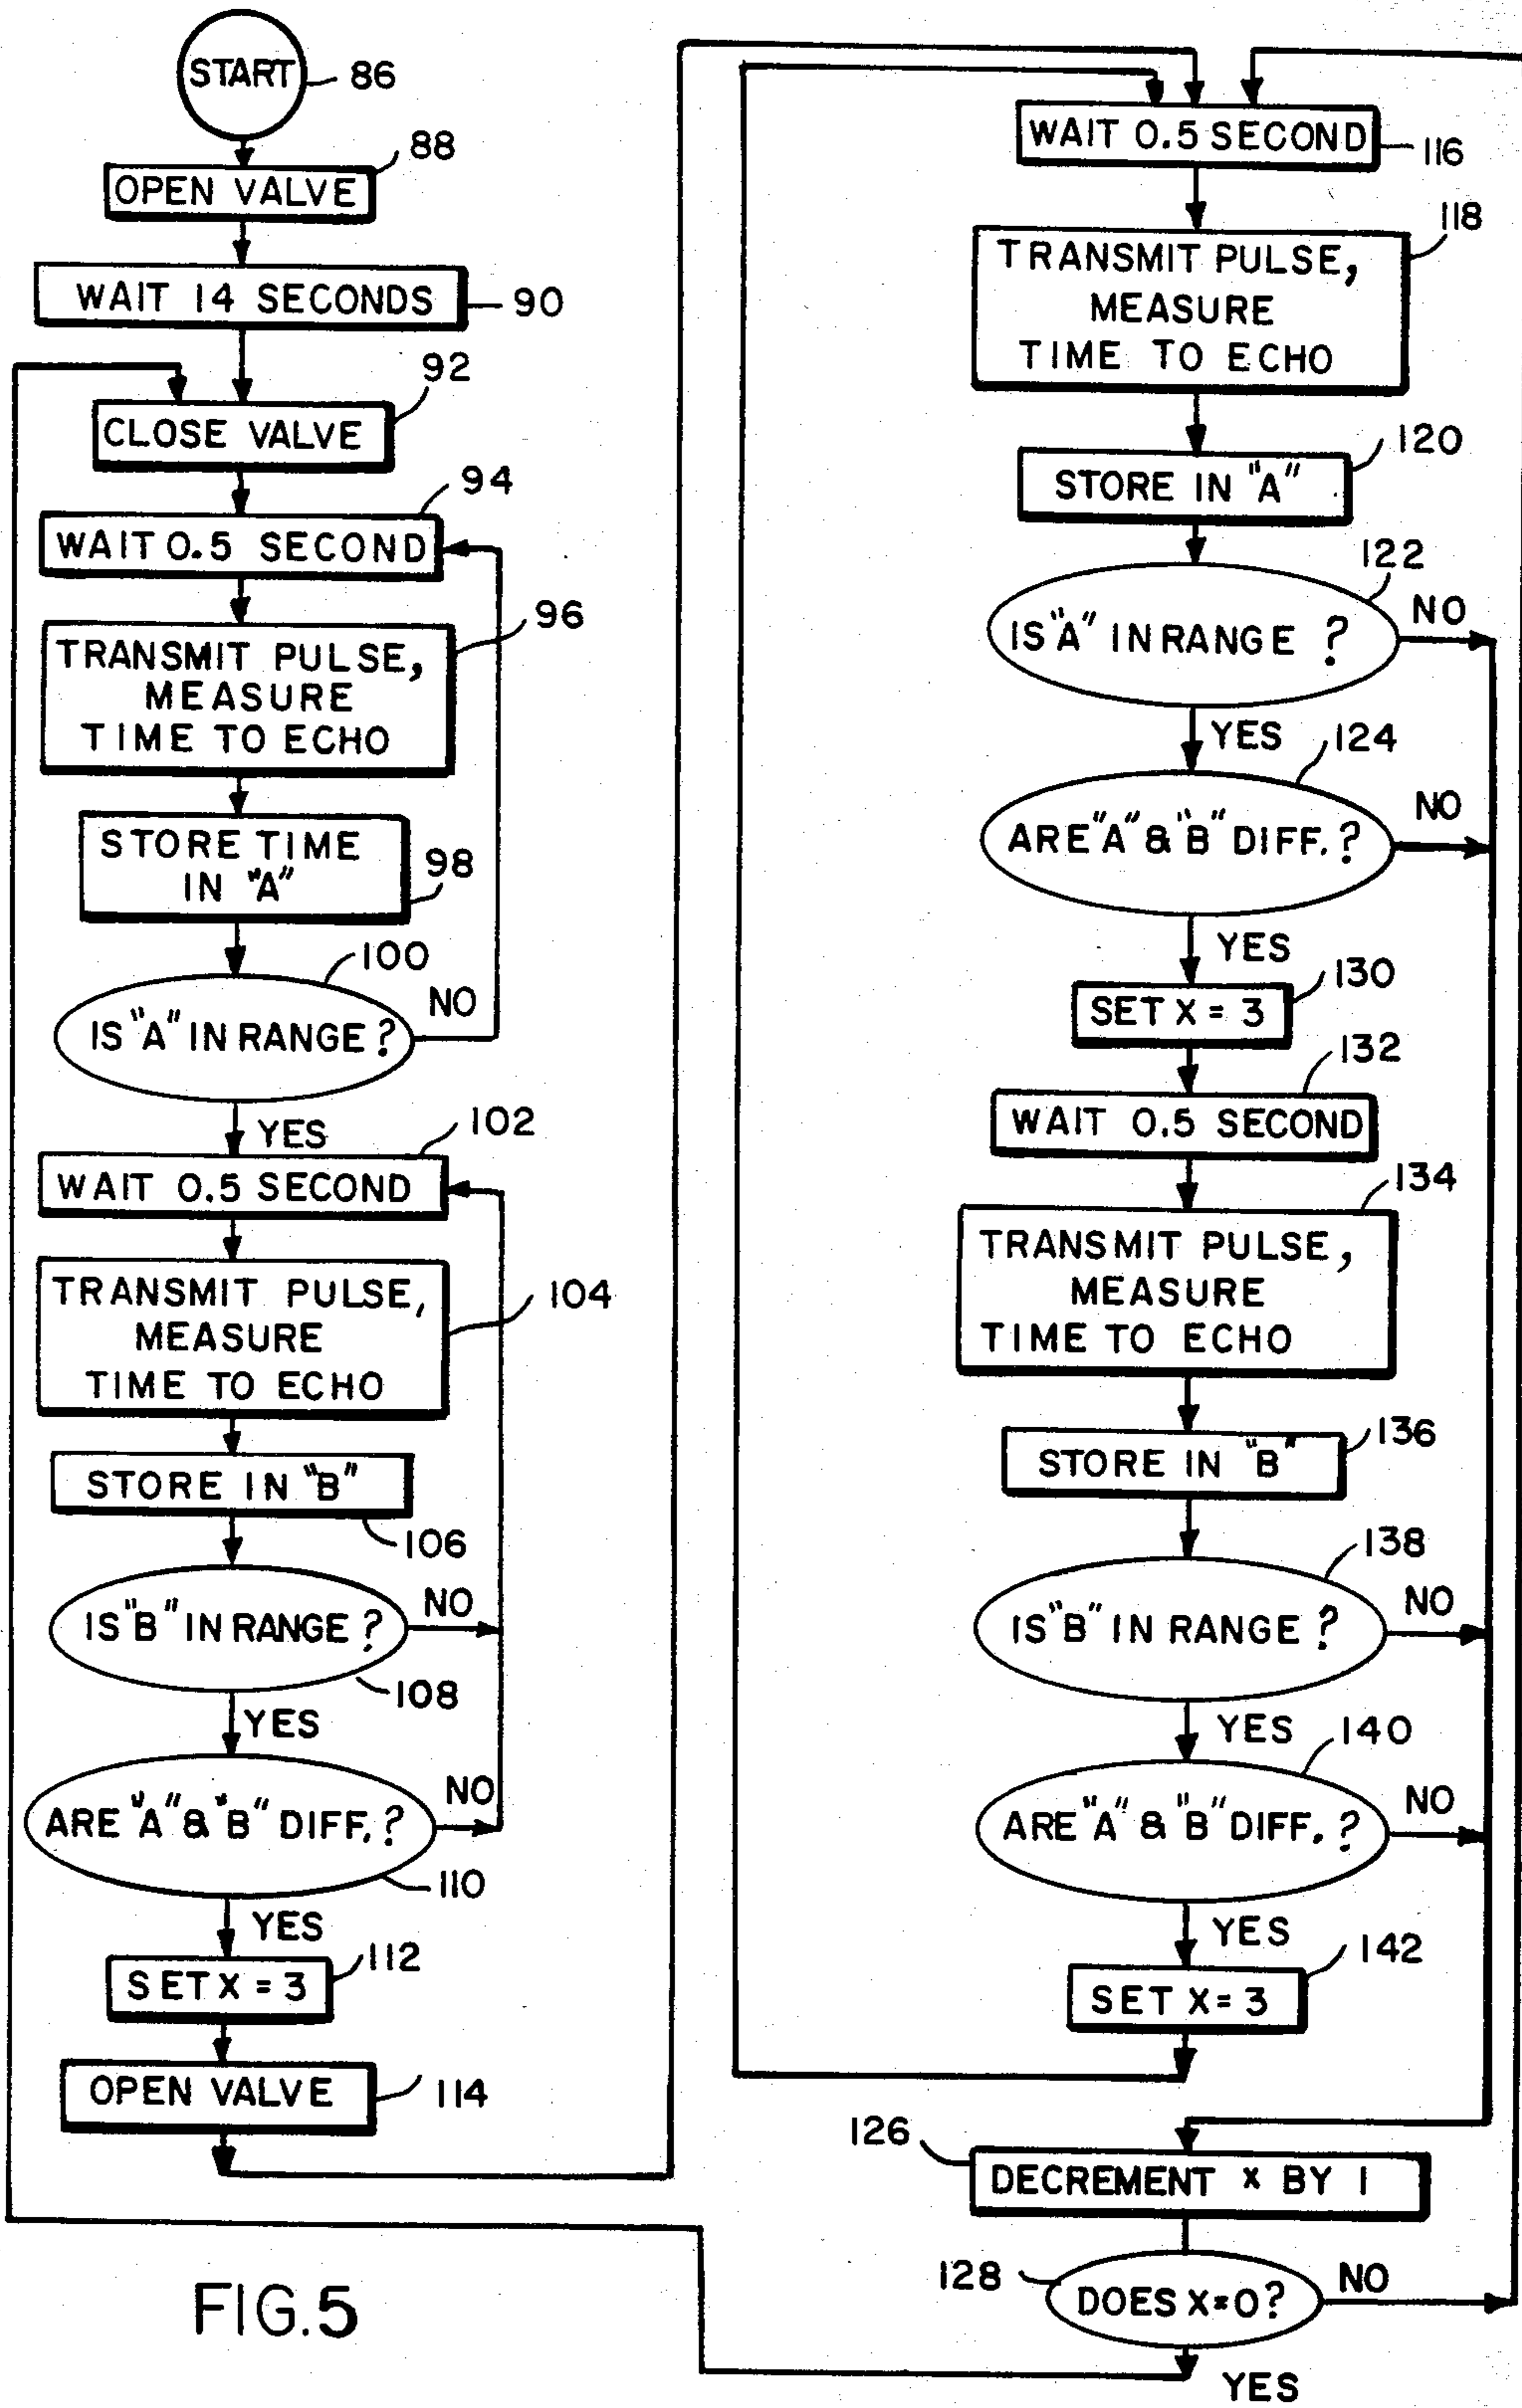 START
86
88
OPEN VALVE
WAIT 14 SECONDS
90
92
CLOSE VALVE
94
WAIT 0.5 SECOND
96
TRANSMIT PULSE,
MEASURE
TIME TO ECHO
STORE TIME
IN "A"
98
100
IS "A" IN RANGE?
NO
YES
102
WAIT 0.5 SECOND
TRANSMIT PULSE,
MEASURE
TIME TO ECHO
104
STORE IN "B"
106
IS "B" IN RANGE?
NO
108
YES
ARE "A" & "B" DIFF.?
NO
110
YES
SET X = 3
112
OPEN VALVE
114
WAIT 0.5 SECOND
116
118
TRANSMIT PULSE,
MEASURE
TIME TO ECHO
120
STORE IN "A"
122
IS "A" IN RANGE ?
NO
YES
124
ARE "A" & "B" DIFF.?
NO
YES
130
SET X = 3
132
WAIT 0.5 SECOND
134
TRANSMIT PULSE,
MEASURE
TIME TO ECHO
136
STORE IN "B"
138
IS "B" IN RANGE ?
NO
YES
140
ARE "A" & "B" DIFF. ?
NO
YES
142
SET X = 3
126
DECREMENT X BY 1
128
DOES X=0?
NO
YES
FIG.5